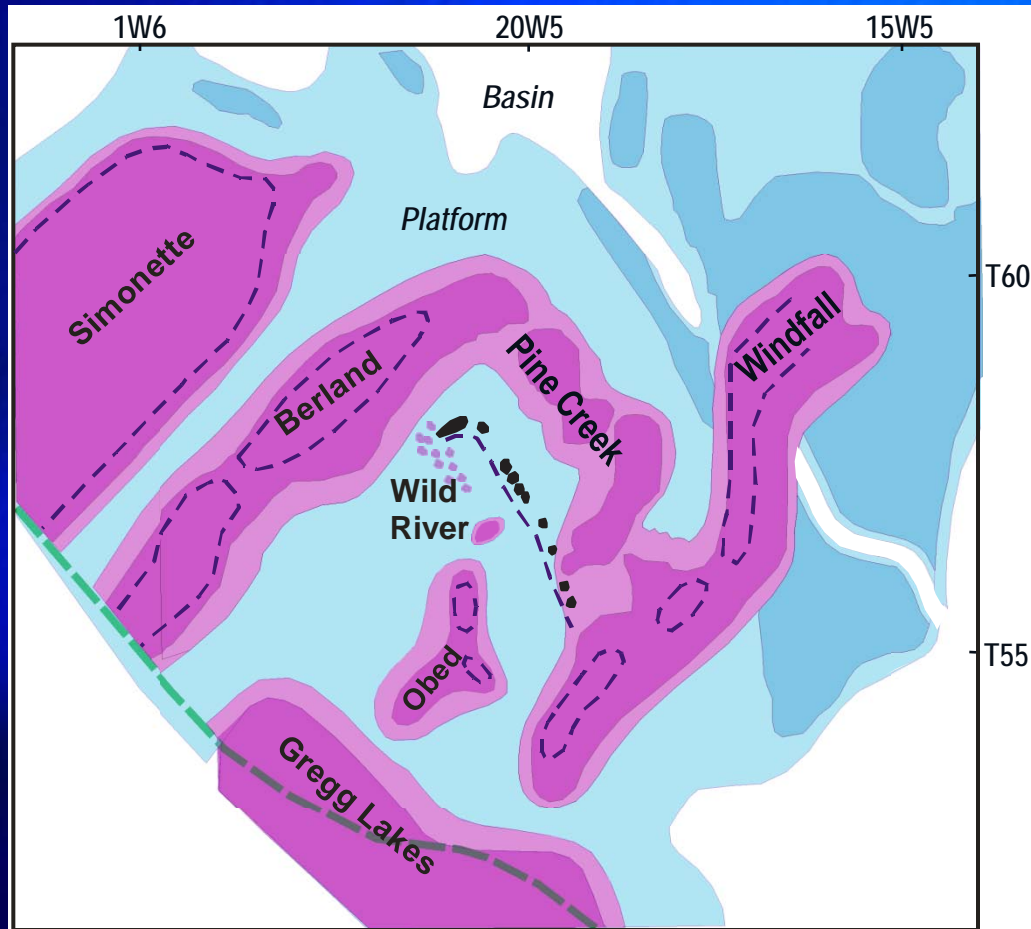 1W6
20W5
15W5
Basin
Platform
T60
Simonette
Windfall
Pine Creek
Berland
Wild
River
T55
Obed
Gregg Lakes